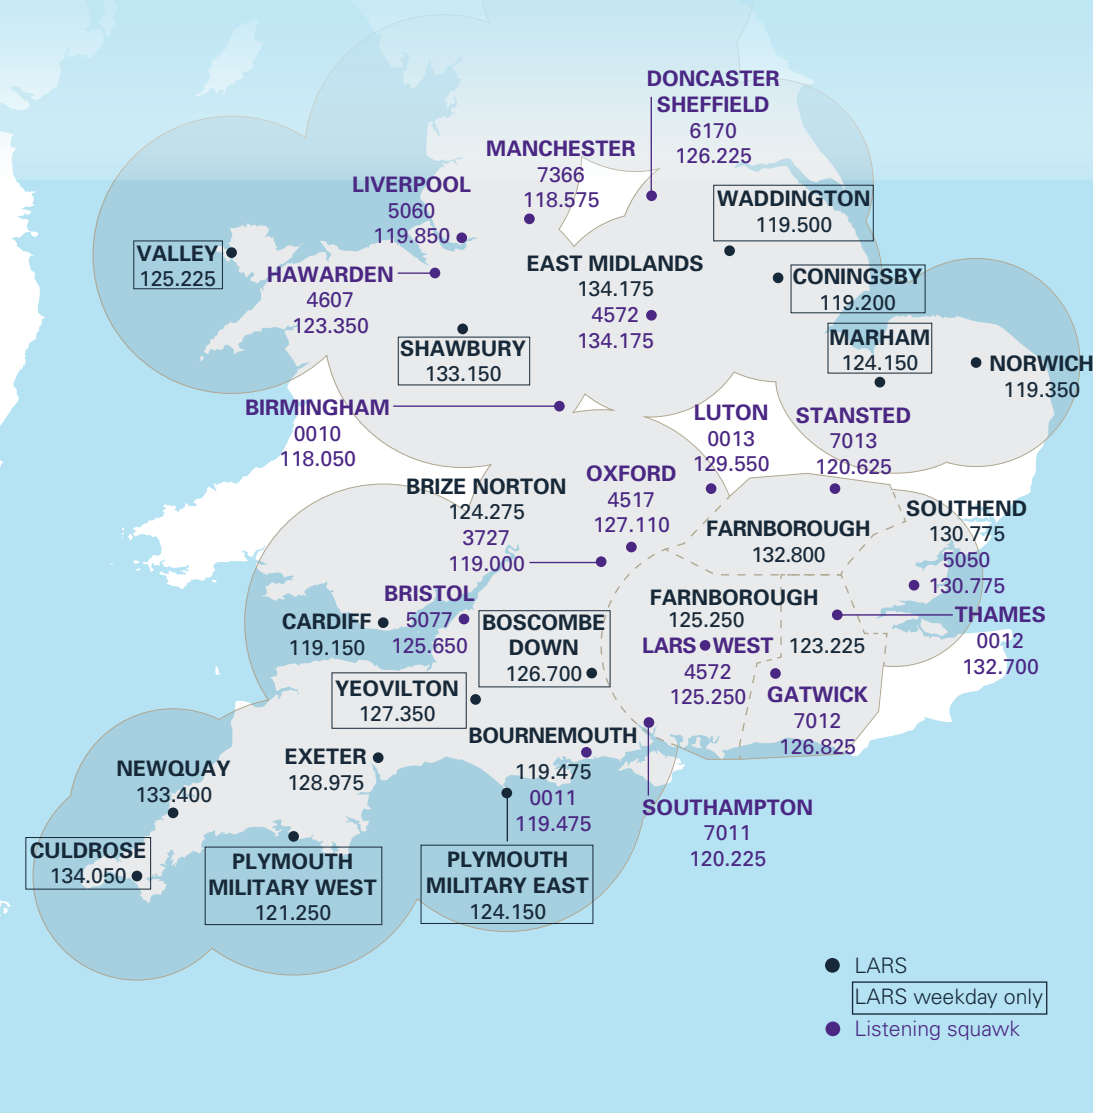 DONCASTER
SHEFFIELD
6170
126.225
MANCHESTER
7366
118.575
LIVERPOOL
5060
119.850
WADDINGTON
119.500
VALLEY
125.225
HAWARDEN
4607
123.350
EAST MIDLANDS
134.175
4572
134.175
CONINGSBY
119.200
SHAWBURY
133.150
MARHAM
124.150
NORWICH
119.350
BIRMINGHAM
0010
118.050
LUTON
0013
129.550
STANSTED
7013
120.625
BRIZE NORTON
124.275
3727
119.000
OXFORD
4517
127.110
FARNBOROUGH
132.800
SOUTHEND
130.775
5050
130.775
BRISTOL
5077
125.650
CARDIFF
119.150
BOSCOMBE
DOWN
126.700
FARNBOROUGH
125.250
LARS WEST
4572
125.250
123.225
THAMES
0012
132.700
GATWICK
7012
126.825
YEOVILTON
127.350
BOURNEMOUTH
119.475
0011
119.475
EXETER
128.975
NEWQUAY
133.400
SOUTHAMPTON
7011
120.225
CULDROSE
134.050
PLYMOUTH
MILITARY WEST
121.250
PLYMOUTH
MILITARY EAST
124.150
LARS
LARS weekday only
Listening squawk